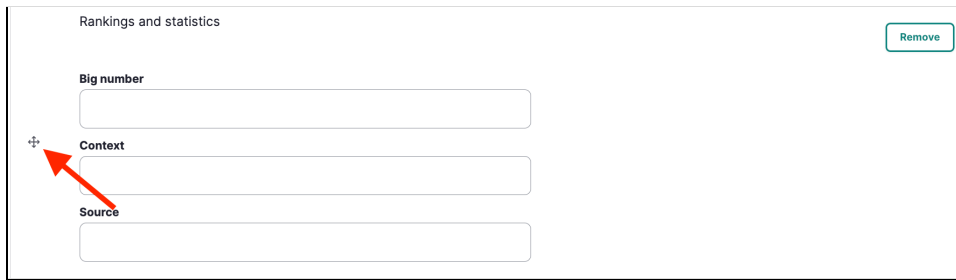 Rankings and statistics
Remove
Big number
Context
Source